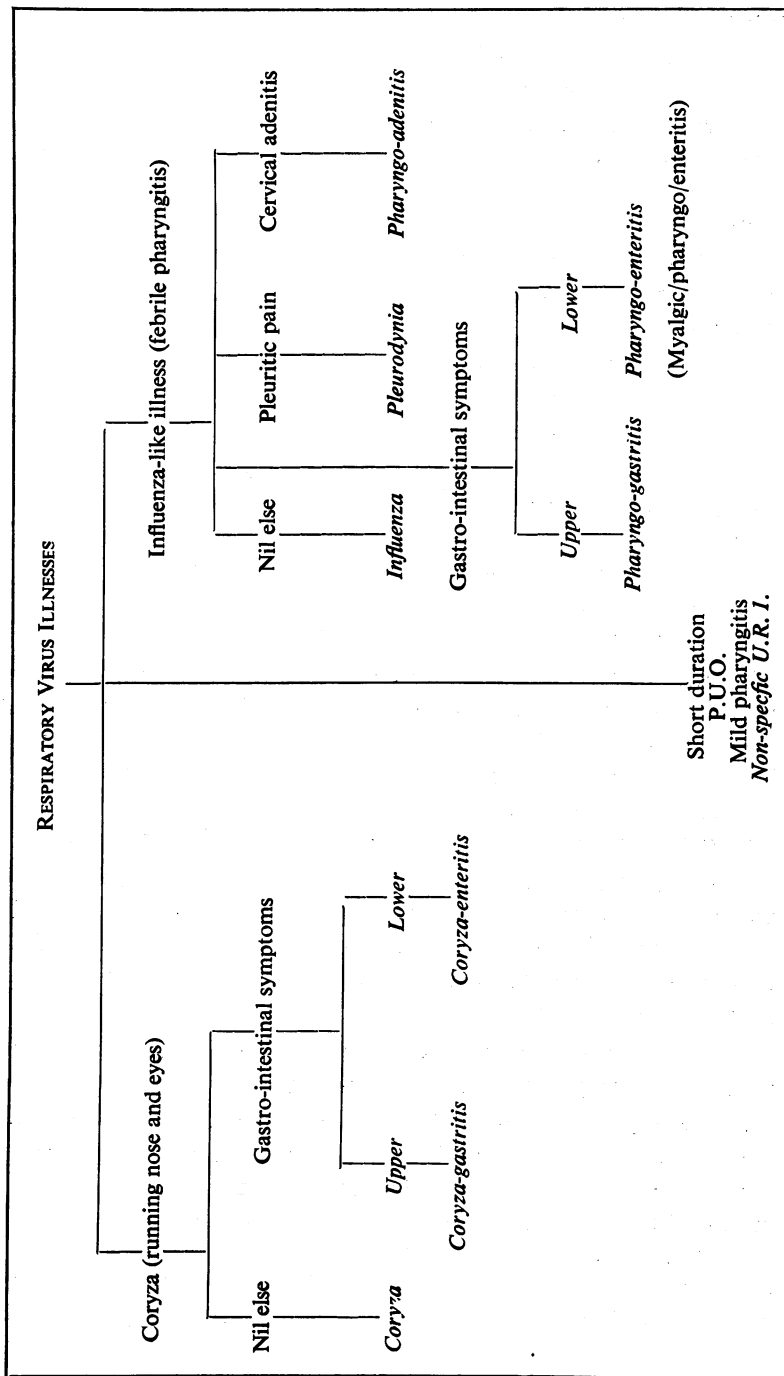 RESPIRATORY VIRUS ILLNESSES
Coryza (running nose and eyes)
Nil else
Coryza
Gastro-intestinal symptoms
Upper
Coryza-gastritis
Lower
Coryza-enteritis
Short duration
P.U.O.
Mild pharyngitis
Non-specfic U.R.I.
Influenza-like illness (febrile pharyngitis)
Nil else
Influenza
Gastro-intestinal symptoms
Upper
Pharyngo-gastritis
Lower
Pharyngo-enteritis
(Myalgic/pharyngo/enteritis)
Pleuritic pain
Pleurodynia
Cervical adenitis
Pharyngo-adenitis